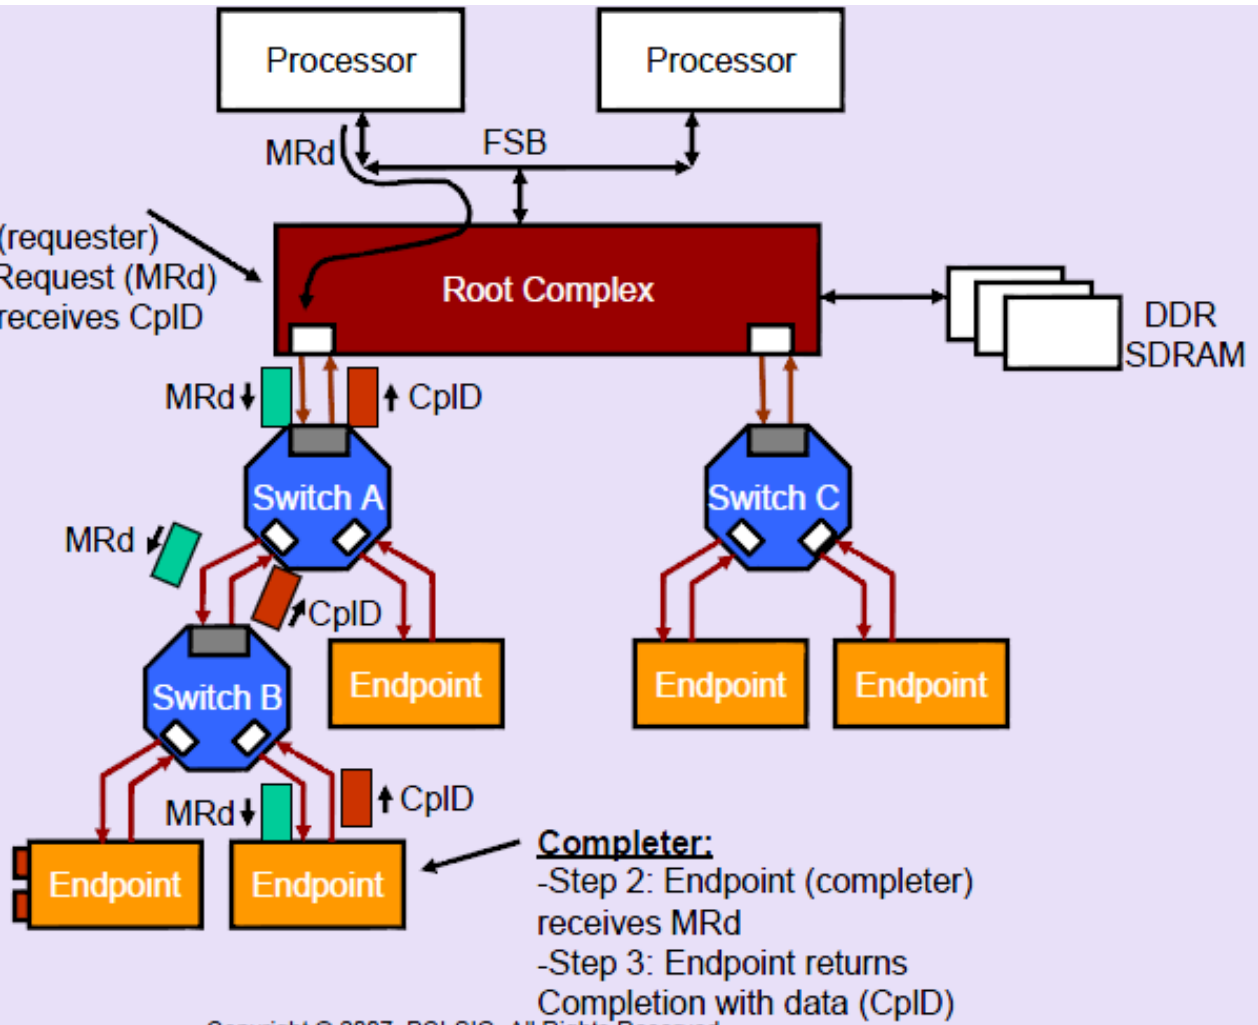 Processor
Processor
MRd
FSB
(requester)
Request (MRd)
receives CplD
Root Complex
DDR
SDRAM
MRd
CplD
Switch A
Switch C
MRd
CplD
Endpoint
Endpoint
Endpoint
Switch B
MRd
CplD
Endpoint
Endpoint
Completer:
-Step 2: Endpoint (completer)
receives MRd
-Step 3: Endpoint returns
Completion with data (CplD)